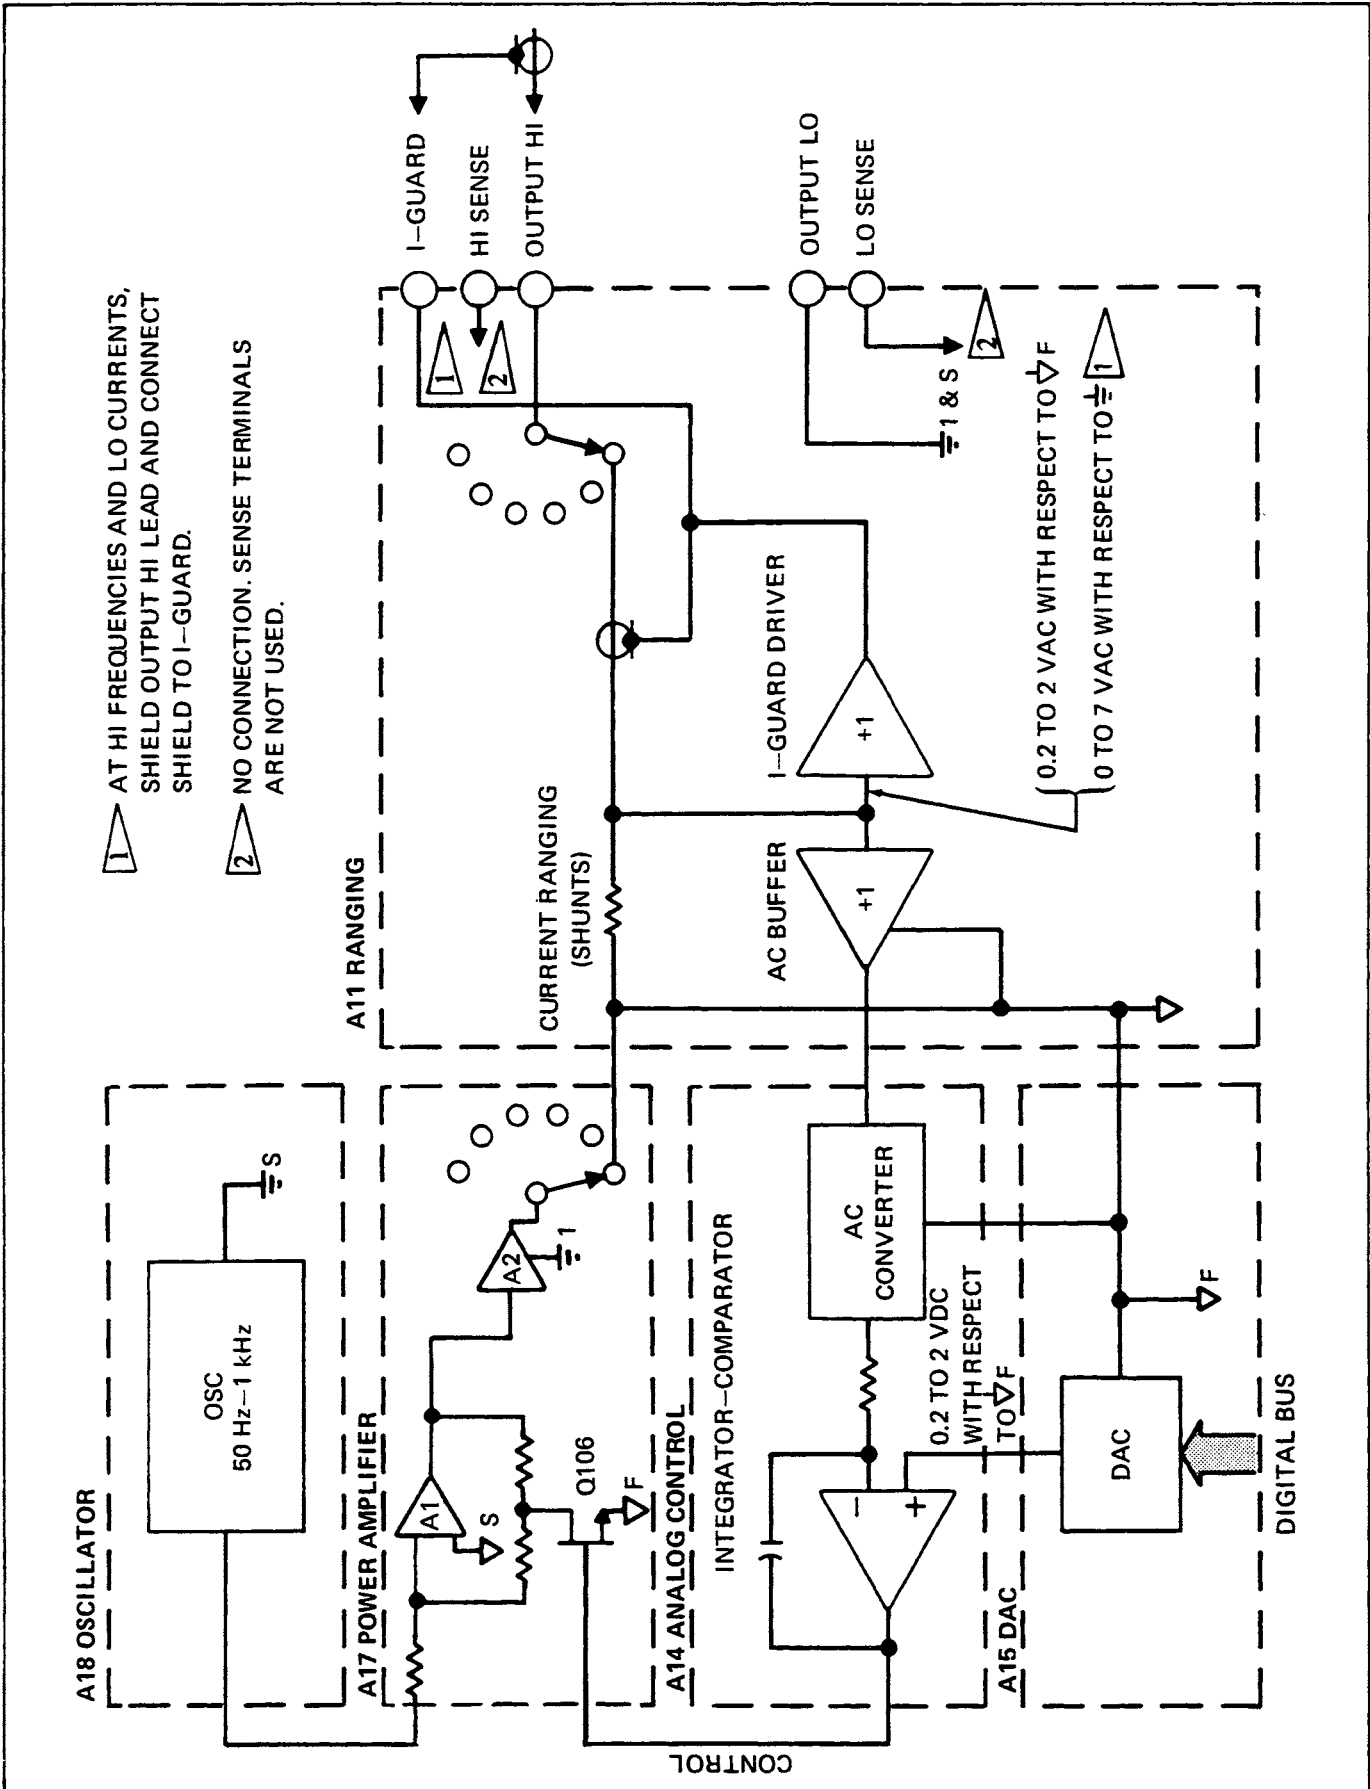 A18 OSCILLATOR
OSC
50 Hz—1 kHz
S
A17 POWER AMPLIFIER
A1
S
A2
1
Q106
F
CONTROL
A14 ANALOG CONTROL
INTEGRATOR—COMPARATOR
−
+
AC
CONVERTER
0.2 TO 2 VDC
WITH RESPECT
TO F
A15 DAC
DAC
F
DIGITAL BUS
1 AT HI FREQUENCIES AND LO CURRENTS,
SHIELD OUTPUT HI LEAD AND CONNECT
SHIELD TO I—GUARD.
2 NO CONNECTION. SENSE TERMINALS
ARE NOT USED.
A11 RANGING
CURRENT RANGING
(SHUNTS)
AC BUFFER
+1
I—GUARD DRIVER
+1
0.2 TO 2 VAC WITH RESPECT TO F
0 TO 7 VAC WITH RESPECT TO 1
1
2
I—GUARD
HI SENSE
OUTPUT HI
OUTPUT LO
LO SENSE
1 & S
2